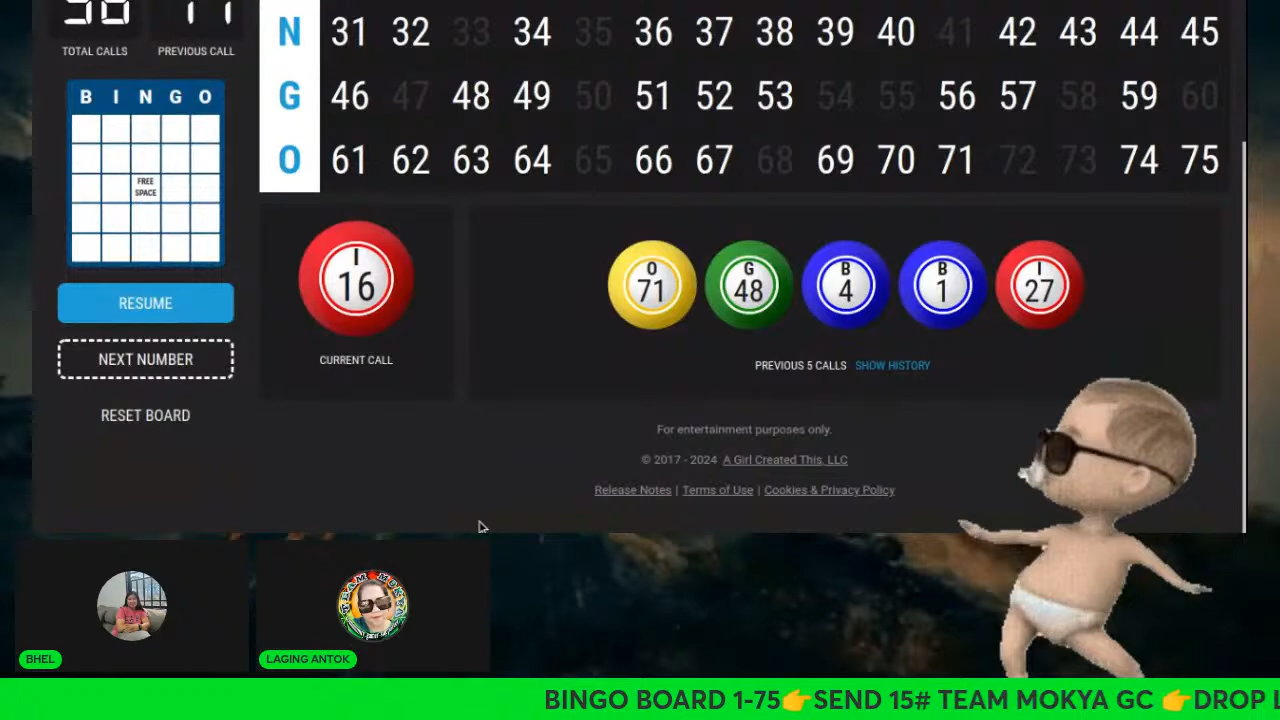 TOTAL CALLS
PREVIOUS CALL
N 31 32 33 34 35 36 37 38 39 40 41 42 43 44 45
G 46 47 48 49 50 51 52 53 54 55 56 57 58 59 60
O 61 62 63 64 65 66 67 68 69 70 71 72 73 74 75
B I N G O
FREE
SPACE
RESUME
NEXT NUMBER
RESET BOARD
I
16
CURRENT CALL
O
71
G
48
B
4
B
1
I
27
PREVIOUS 5 CALLS SHOW HISTORY
For entertainment purposes only.
© 2017 - 2024 A Girl Created This, LLC
Release Notes | Terms of Use | Cookies & Privacy Policy
TEAM MOKYA
BHEL
LAGING ANTOK
BINGO BOARD 1-75👉SEND 15# TEAM MOKYA GC 👉DROP L